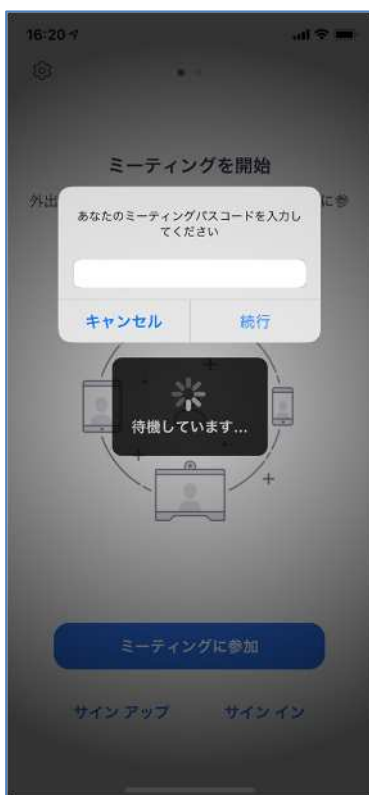 16:20
ミーティングを開始
外出
に参
あなたのミーティングパスコードを入力し
てください
キャンセル
続行
待機しています...
ミーティングに参加
サイン アップ
サイン イン